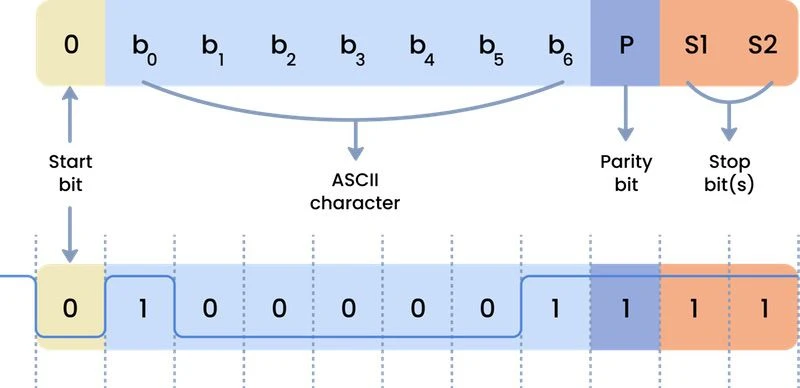 0 b0 b1 b2 b3 b4 b5 b6 P S1 S2
Start
bit
ASCII
character
Parity
bit
Stop
bit(s)
0 1 0 0 0 0 0 1 1 1 1